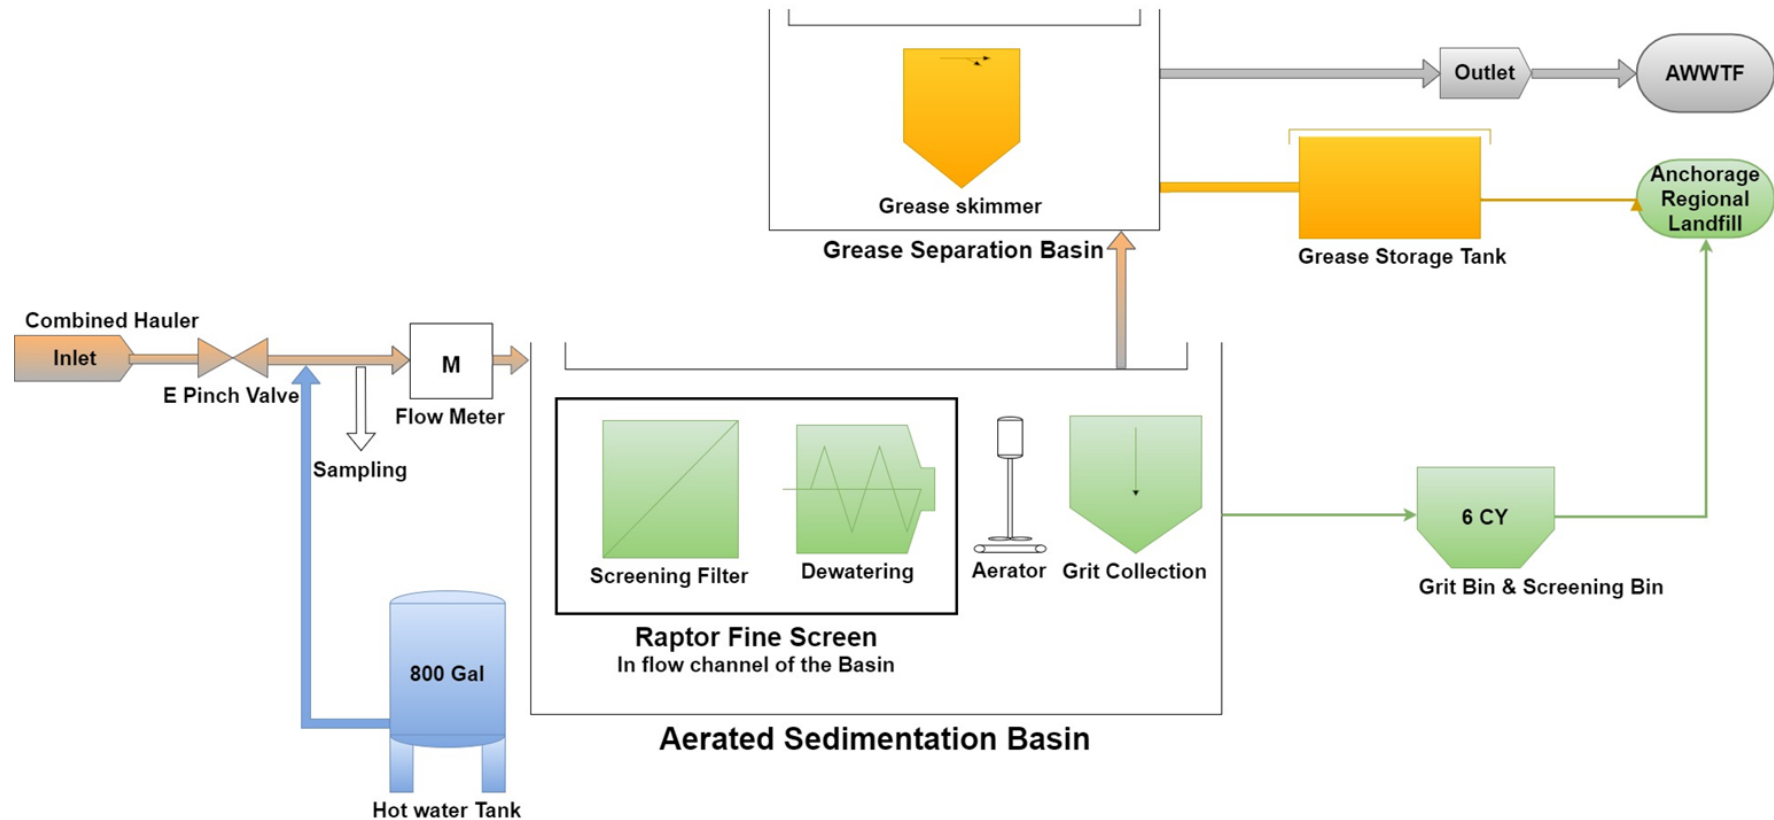 Outlet
AWWTF
Anchorage
Regional
Landfill
Grease skimmer
Grease Separation Basin
Grease Storage Tank
Combined Hauler
Inlet
E Pinch Valve
M
Flow Meter
Sampling
Screening Filter
Dewatering
Aerator
Grit Collection
6 CY
Grit Bin & Screening Bin
Raptor Fine Screen
In flow channel of the Basin
800 Gal
Aerated Sedimentation Basin
Hot water Tank